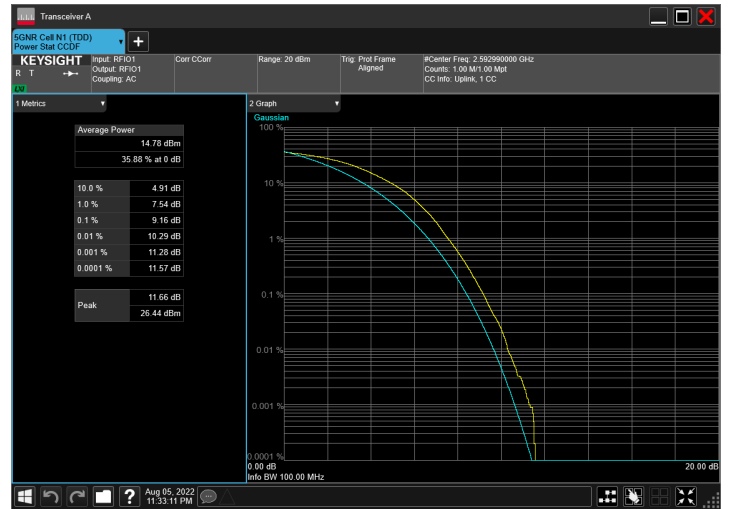 Transceiver A
5GNR Cell N1 (TDD)
Power Stat CCDF
KEYSIGHT
R T
LXI
Input: RFIO1
Output: RFIO1
Coupling: AC
Corr CCorr
Range: 20 dBm
Trig: Prot Frame
Aligned
#Center Freq: 2.592990000 GHz
Counts: 1.00 M/1.00 Mpt
CC Info: Uplink, 1 CC
1 Metrics
Average Power
14.78 dBm
35.88 % at 0 dB
10.0 % 4.91 dB
1.0 % 7.54 dB
0.1 % 9.16 dB
0.01 % 10.29 dB
0.001 % 11.28 dB
0.0001 % 11.57 dB
Peak
11.66 dB
26.44 dBm
2 Graph
Gaussian
100 %
10 %
1 %
0.1 %
0.01 %
0.001 %
0.0001 %
0.00 dB 20.00 dB
Info BW 100.00 MHz
?
Aug 05, 2022
11:33:11 PM